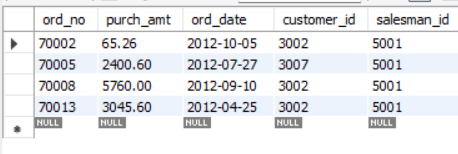 ord_no purch_amt ord_date customer_id salesman_id
70002 65.26 2012-10-05 3002 5001
70005 2400.60 2012-07-27 3007 5001
70008 5760.00 2012-09-10 3002 5001
70013 3045.60 2012-04-25 3002 5001
NULL NULL NULL NULL NULL